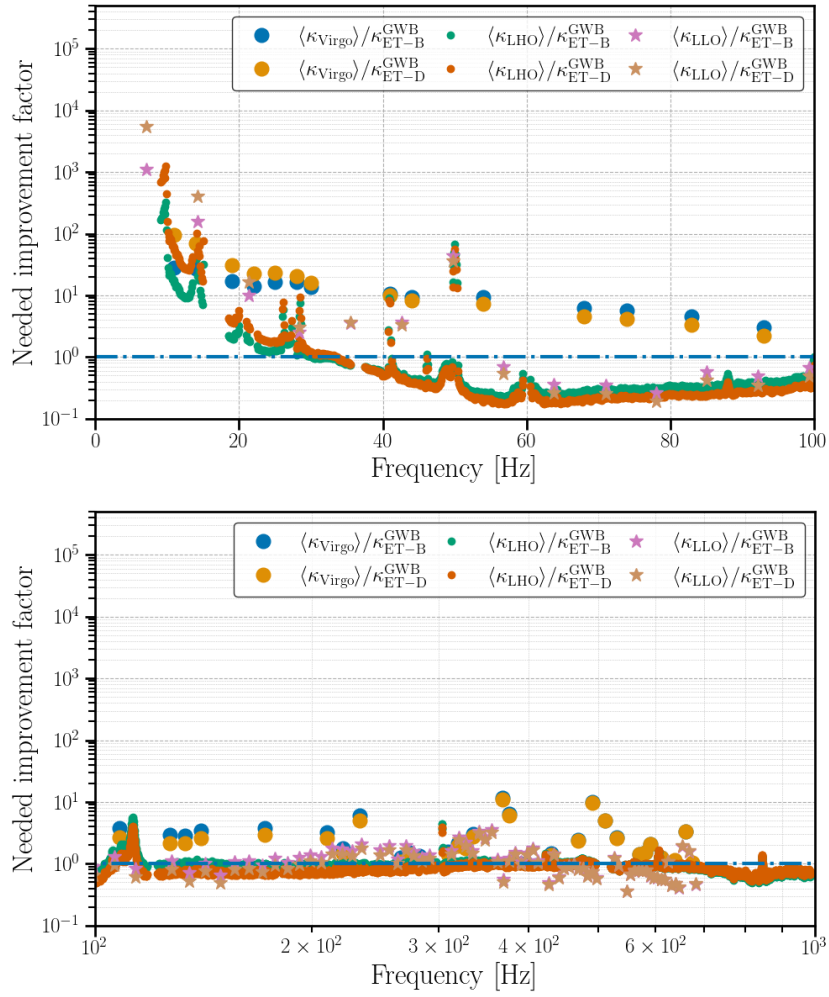 ⟨κ_Virgo⟩/κ^GWB_ET−B ⟨κ_LHO⟩/κ^GWB_ET−B ⟨κ_LLO⟩/κ^GWB_ET−B
⟨κ_Virgo⟩/κ^GWB_ET−D ⟨κ_LHO⟩/κ^GWB_ET−D ⟨κ_LLO⟩/κ^GWB_ET−D
Needed improvement factor
10^5
10^4
10^3
10^2
10^1
10^0
10^−1
0 20 40 60 80 100
Frequency [Hz]
⟨κ_Virgo⟩/κ^GWB_ET−B ⟨κ_LHO⟩/κ^GWB_ET−B ⟨κ_LLO⟩/κ^GWB_ET−B
⟨κ_Virgo⟩/κ^GWB_ET−D ⟨κ_LHO⟩/κ^GWB_ET−D ⟨κ_LLO⟩/κ^GWB_ET−D
Needed improvement factor
10^5
10^4
10^3
10^2
10^1
10^0
10^−1
10^2 2 × 10^2 3 × 10^2 4 × 10^2 6 × 10^2 10^3
Frequency [Hz]